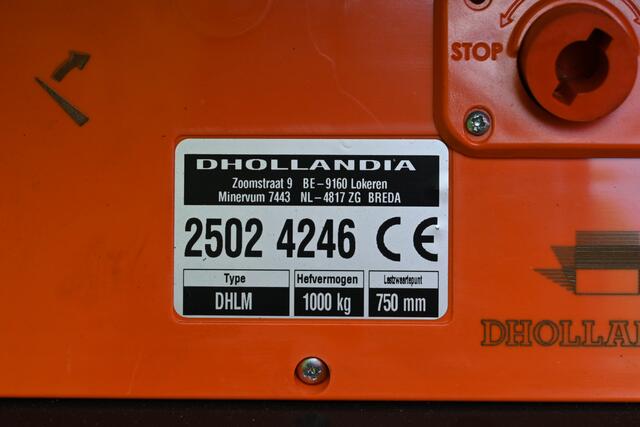 STOP
DHOLLANDIA
Zoomstraat 9 BE-9160 Lokeren
Minervum 7443 NL-4817 ZG BREDA
2502 4246 CE
Type Hefvermogen Lastzwaartepunt
DHLM 1000 kg 750 mm
DHOLLAN